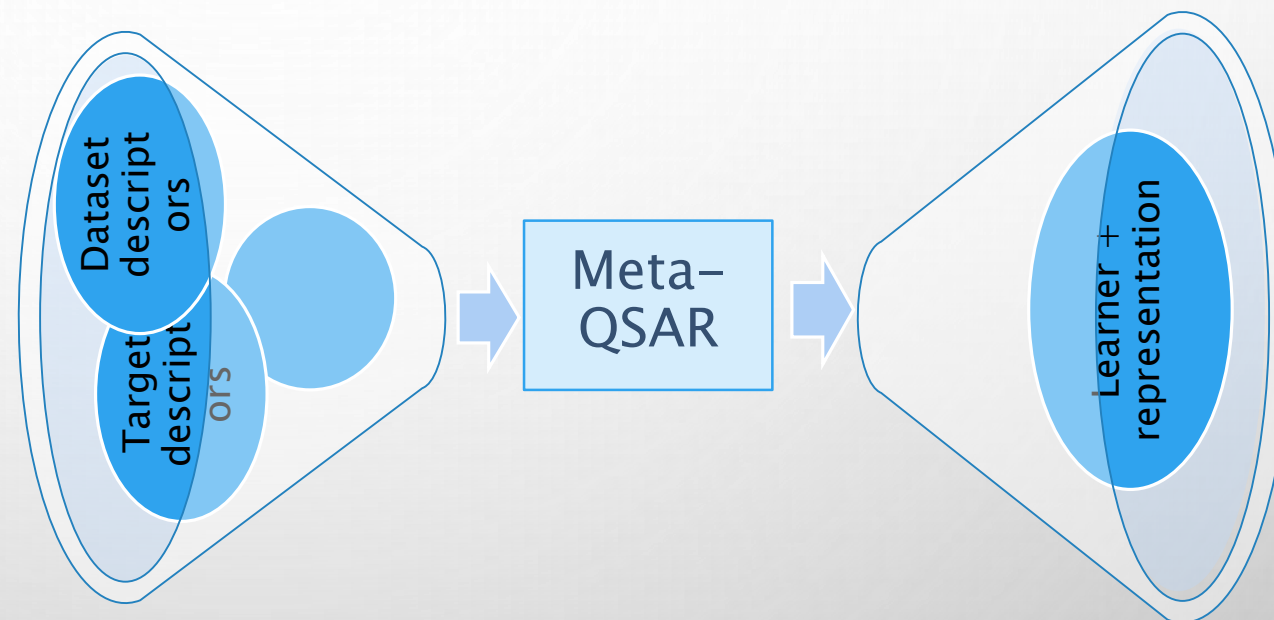 Dataset
descript
ors
Target
descript
ors
Meta-
QSAR
Learner +
representation